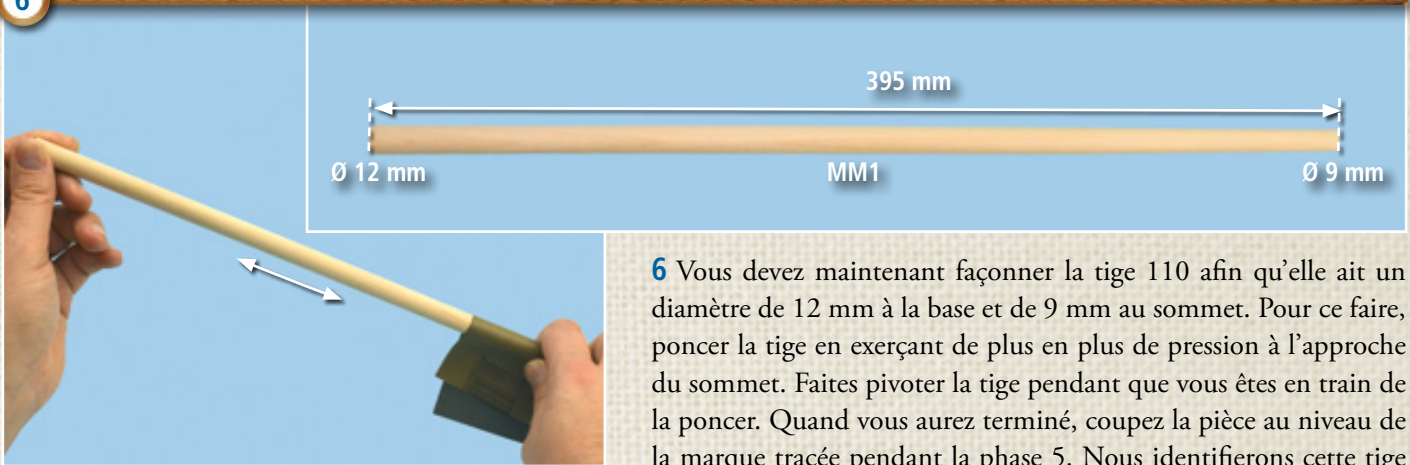 6
395 mm
Ø 12 mm
MM1
Ø 9 mm
6 Vous devez maintenant façonner la tige 110 afin qu’elle ait un
diamètre de 12 mm à la base et de 9 mm au sommet. Pour ce faire,
poncer la tige en exerçant de plus en plus de pression à l’approche
du sommet. Faites pivoter la tige pendant que vous êtes en train de
la poncer. Quand vous aurez terminé, coupez la pièce au niveau de
la marque tracée pendant la phase 5. Nous identifierons cette tige